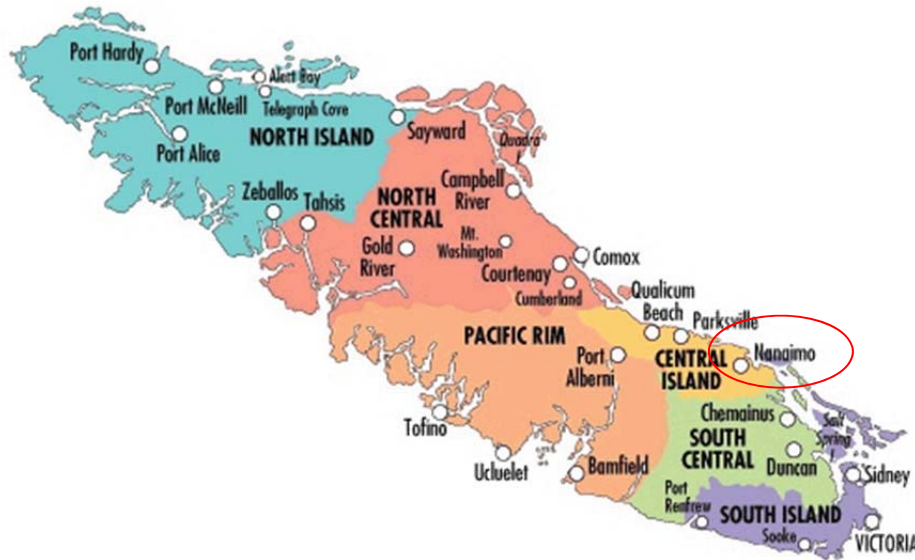 Port Hardy
Alert Bay
Port McNeill
Telegraph Cove
NORTH ISLAND
Sayward
Port Alice
Quadra
I
Zeballos
Tahsis
NORTH
CENTRAL
Campbell
River
Gold
River
Mt.
Washington
Comox
Courtenay
Cumberland
Qualicum
Beach
Parksville
PACIFIC RIM
Port
Alberni
CENTRAL
ISLAND
Nanaimo
Tofino
Chemainus
Salt
Spring
I
SOUTH
CENTRAL
Ucluelet
Bamfield
Duncan
Sidney
Port
Renfrew
SOUTH ISLAND
Sooke
VICTORIA